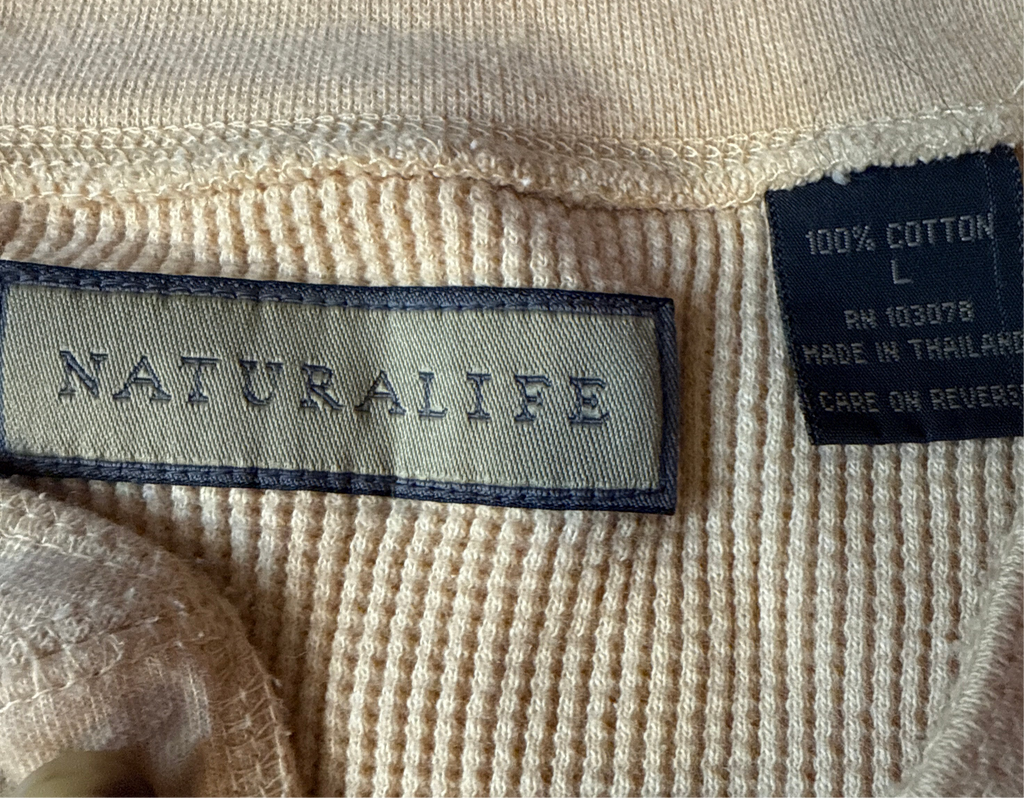 NATURALIFE
100% COTTON
L
RN 103078
MADE IN THAILAND
CARE ON REVERSE